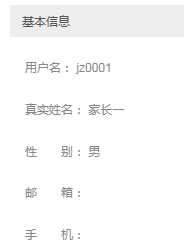 基本信息
用户名：jz0001
真实姓名：家长一
性　　别：男
邮　　箱：
手　　机：